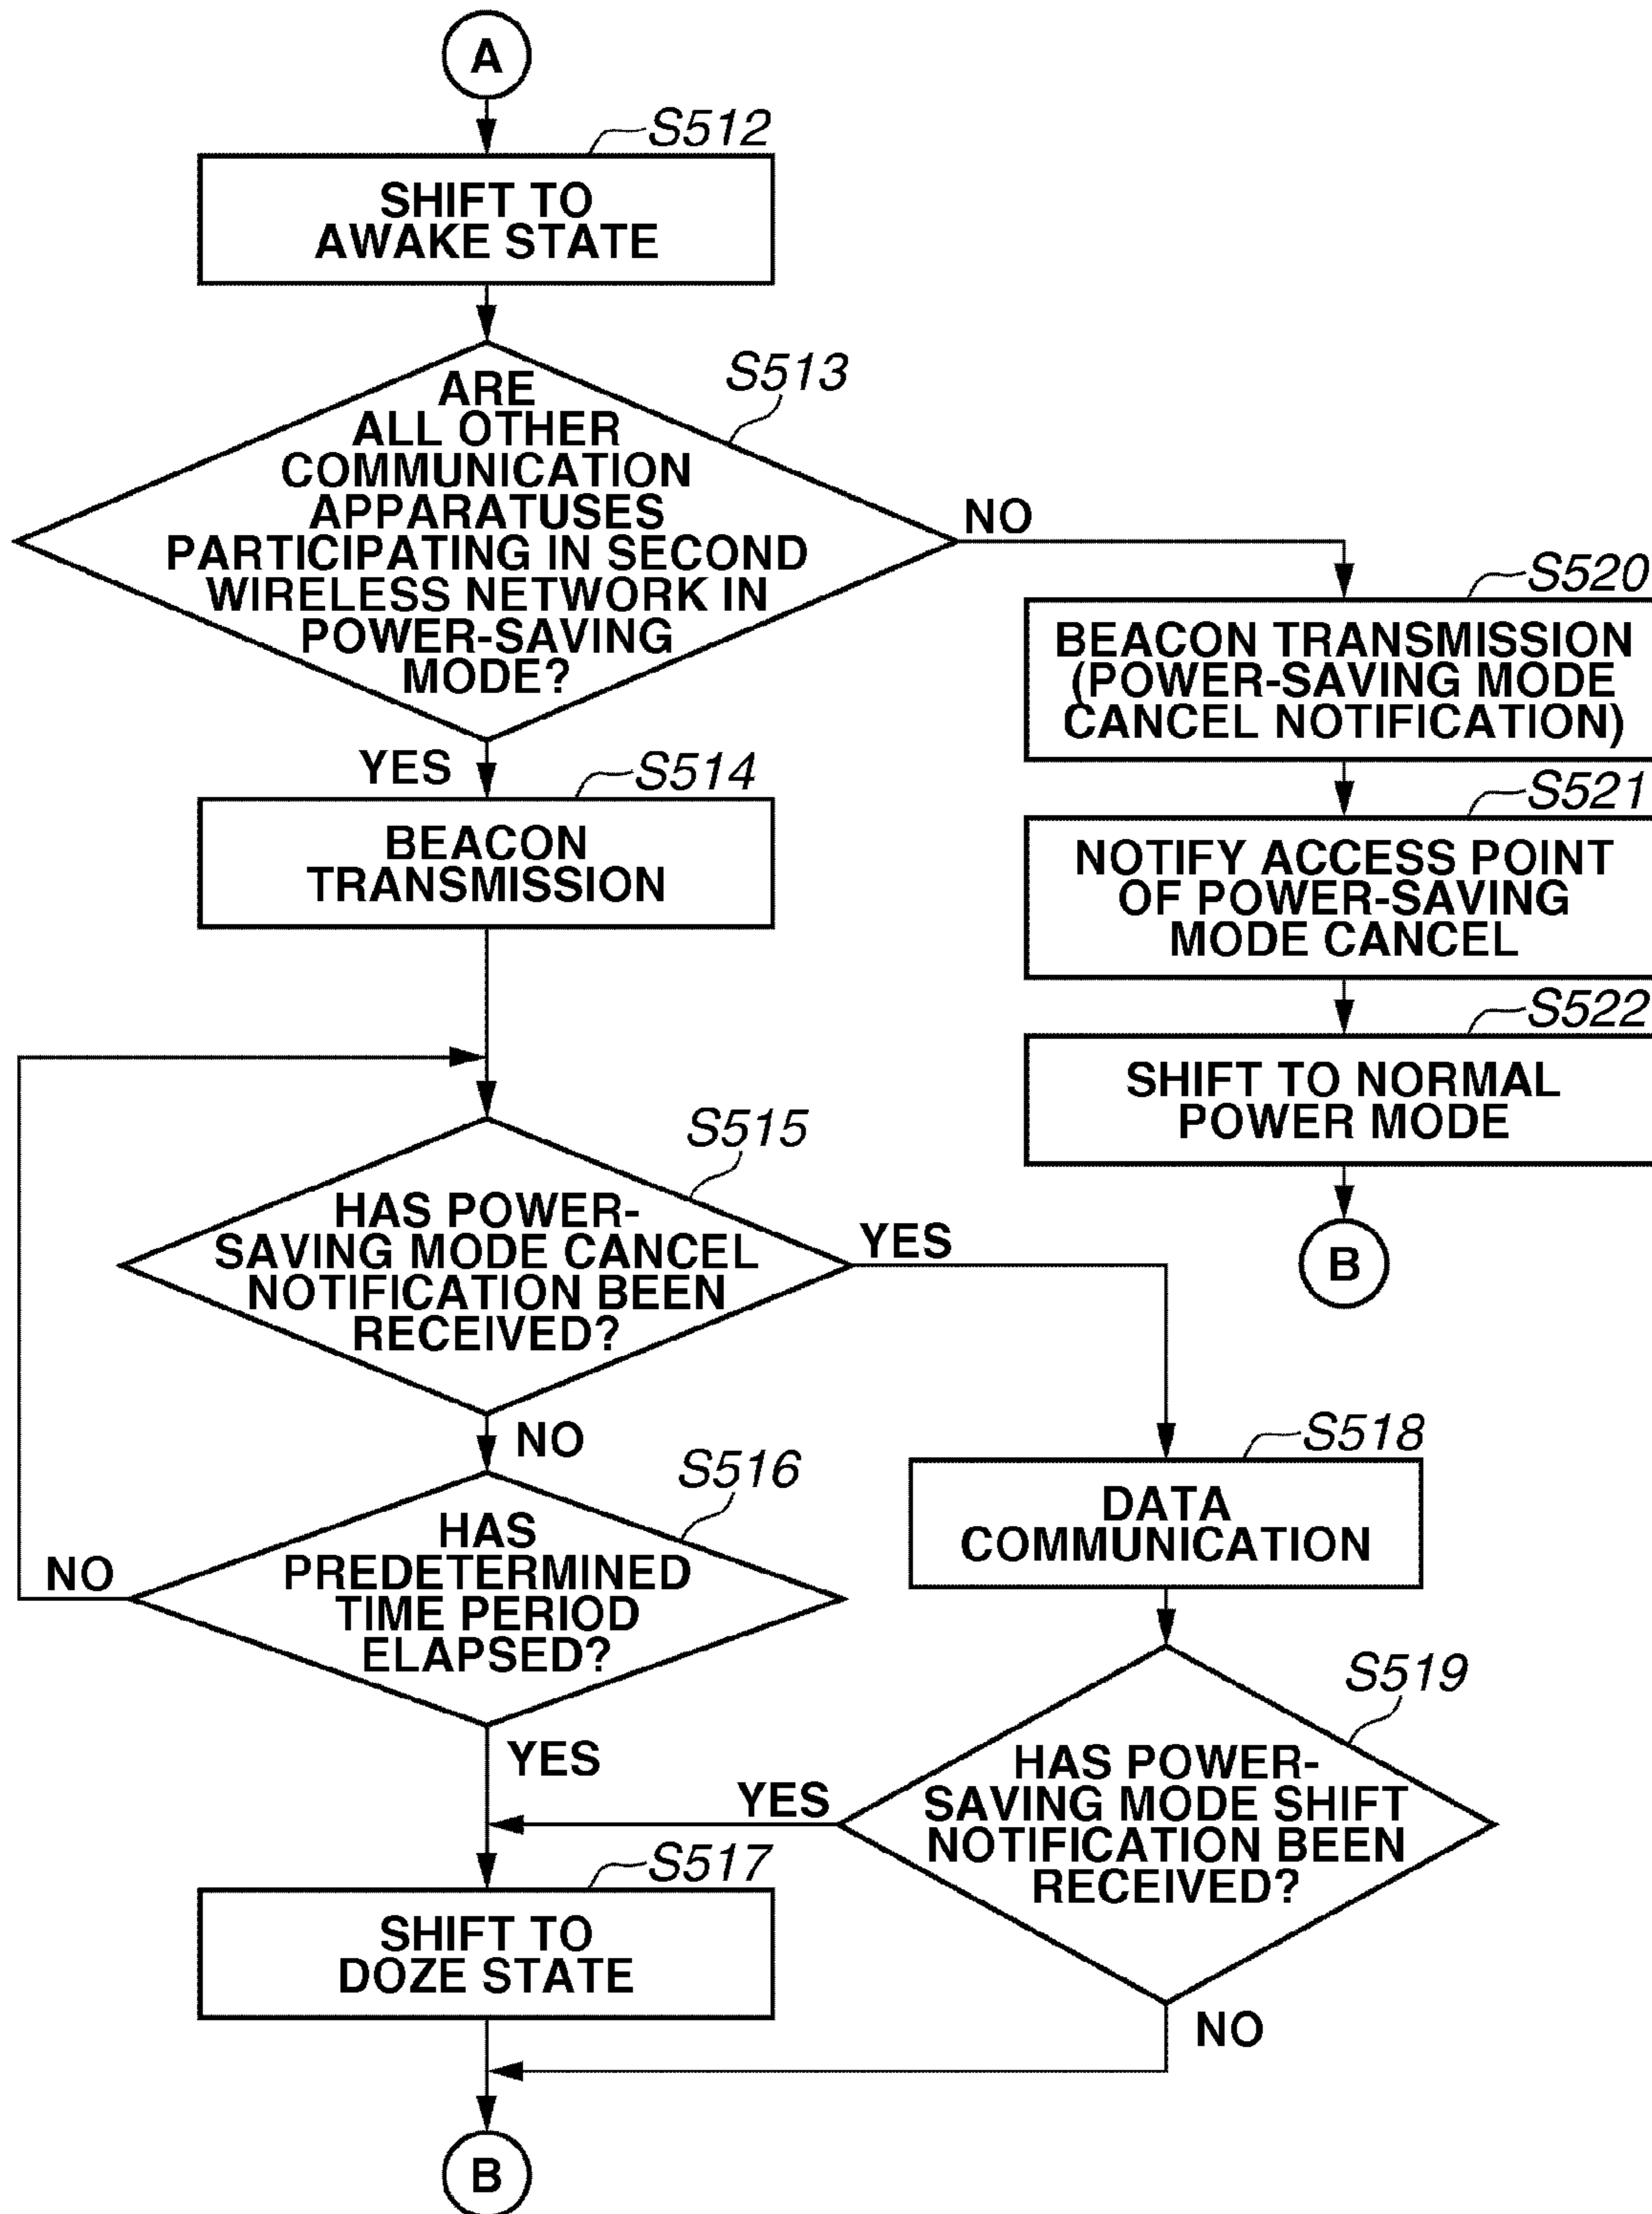 A
S512
SHIFT TO
AWAKE STATE
S513
ARE
ALL OTHER
COMMUNICATION
APPARATUSES
PARTICIPATING IN SECOND
WIRELESS NETWORK IN
POWER-SAVING
MODE?
NO
YES
S520
BEACON TRANSMISSION
(POWER-SAVING MODE
CANCEL NOTIFICATION)
S514
BEACON
TRANSMISSION
S521
NOTIFY ACCESS POINT
OF POWER-SAVING
MODE CANCEL
S522
SHIFT TO NORMAL
POWER MODE
B
S515
HAS POWER-
SAVING MODE CANCEL
NOTIFICATION BEEN
RECEIVED?
YES
NO
S516
HAS
PREDETERMINED
TIME PERIOD
ELAPSED?
NO
YES
S518
DATA
COMMUNICATION
S519
HAS POWER-
SAVING MODE SHIFT
NOTIFICATION BEEN
RECEIVED?
YES
NO
S517
SHIFT TO
DOZE STATE
B